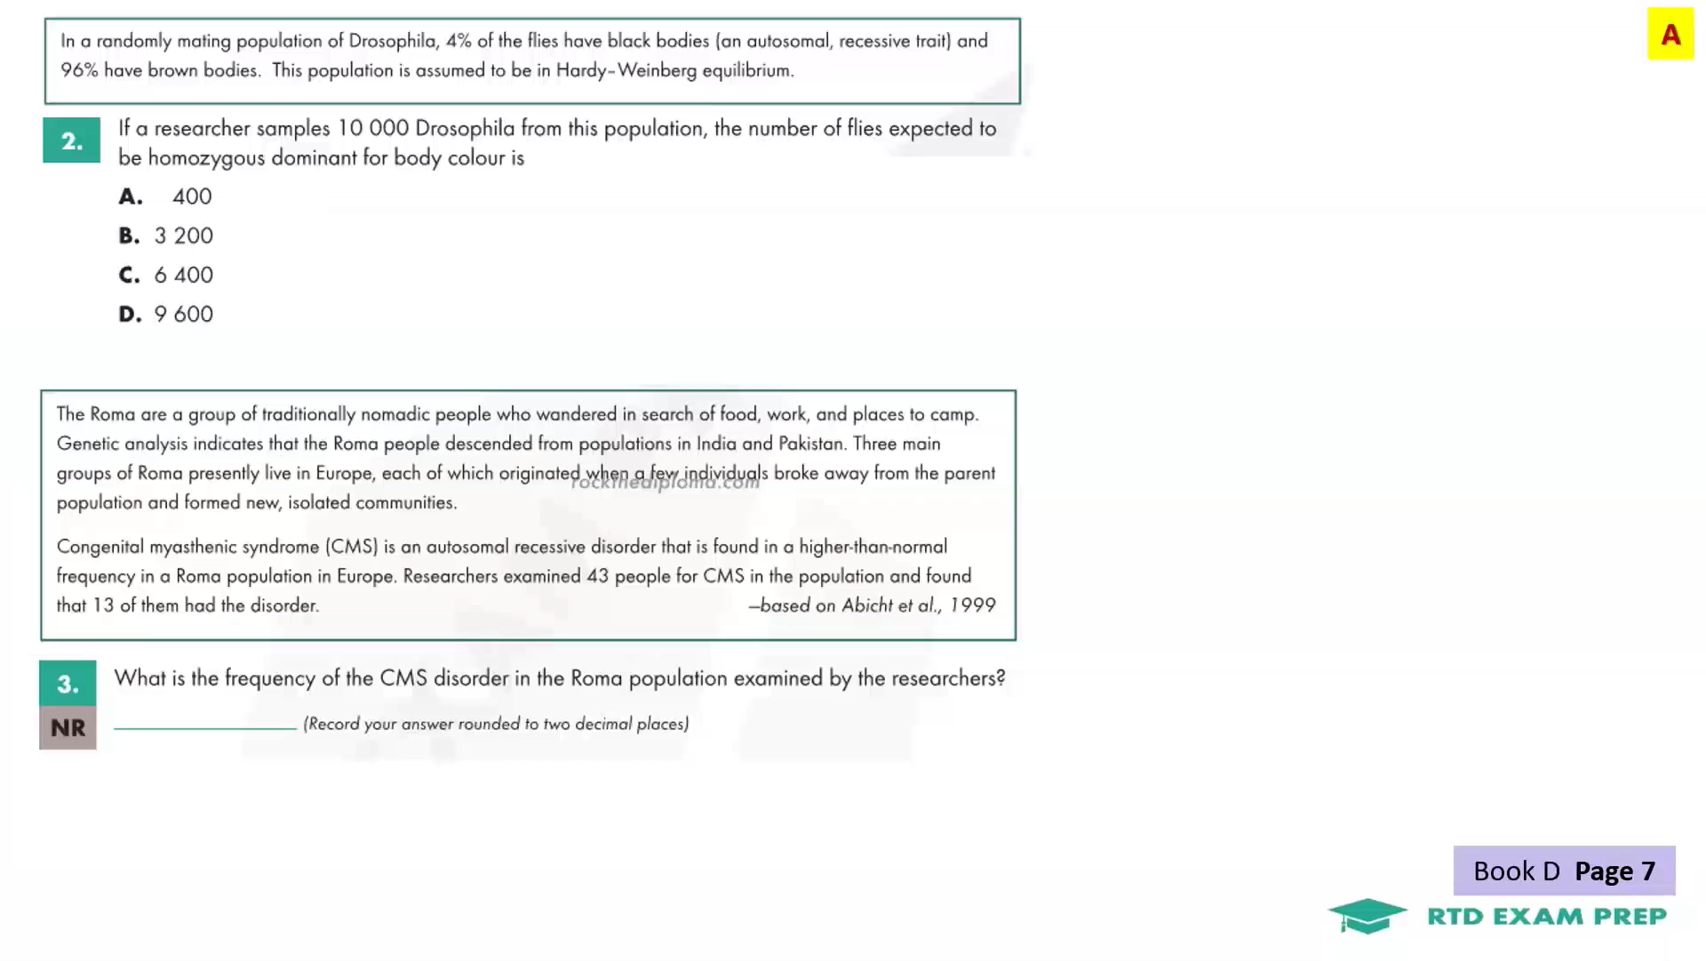 A
In a randomly mating population of Drosophila, 4% of the flies have black bodies (an autosomal, recessive trait) and
96% have brown bodies. This population is assumed to be in Hardy–Weinberg equilibrium.
2.
If a researcher samples 10 000 Drosophila from this population, the number of flies expected to
be homozygous dominant for body colour is
A. 400
B. 3 200
C. 6 400
D. 9 600
The Roma are a group of traditionally nomadic people who wandered in search of food, work, and places to camp.
Genetic analysis indicates that the Roma people descended from populations in India and Pakistan. Three main
groups of Roma presently live in Europe, each of which originated when a few individuals broke away from the parent
rockthediploma.com
population and formed new, isolated communities.
Congenital myasthenic syndrome (CMS) is an autosomal recessive disorder that is found in a higher-than-normal
frequency in a Roma population in Europe. Researchers examined 43 people for CMS in the population and found
that 13 of them had the disorder. —based on Abicht et al., 1999
3.
What is the frequency of the CMS disorder in the Roma population examined by the researchers?
NR
(Record your answer rounded to two decimal places)
Book D Page 7
RTD EXAM PREP